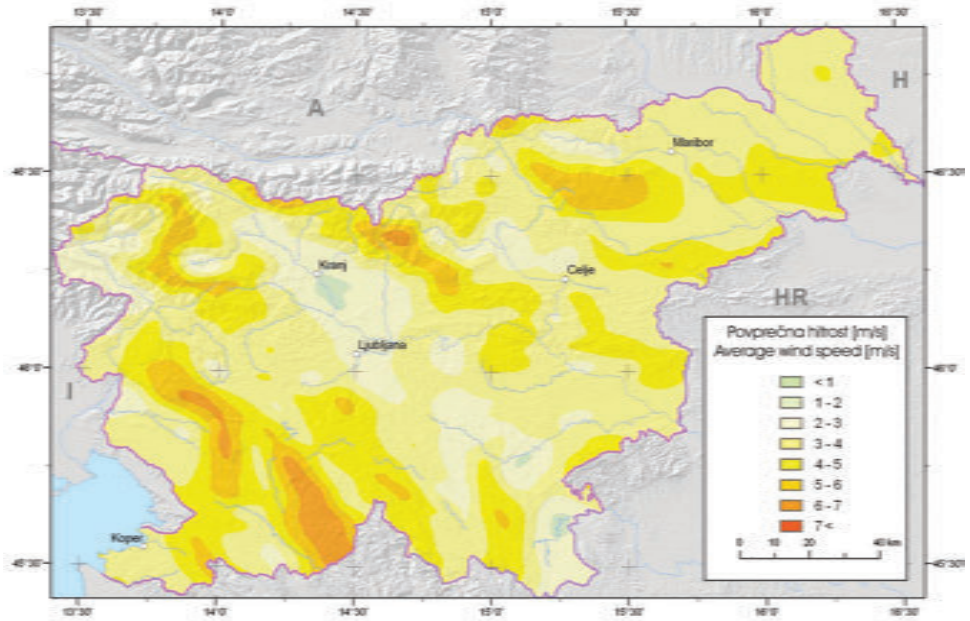 13°30' 14°0' 14°30' 15°0' 15°30' 16°0' 16°30'
H
A
Maribor
46°30' 46°30'
Kranj
Celje
HR
Povprečna hitrost [m/s]
Average wind speed [m/s]
Ljubljana
46°0' 46°0'
I
< 1
1 - 2
2 - 3
3 - 4
4 - 5
5 - 6
6 - 7
7 <
Koper
0 10 20 40 km
45°30' 45°30'
13°30' 14°0' 14°30' 15°0' 15°30' 16°0' 16°30'